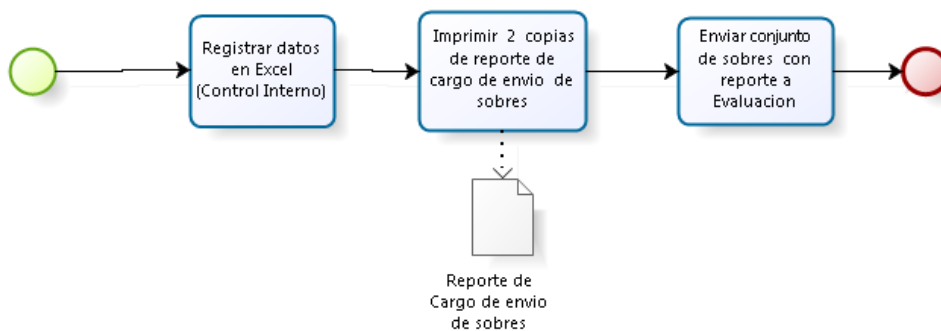 Registrar datos
en Excel
(Control Interno)
Imprimir 2 copias
de reporte de
cargo de envio de
sobres
Enviar conjunto
de sobres con
reporte a
Evaluacion
Reporte de
Cargo de envio
de sobres